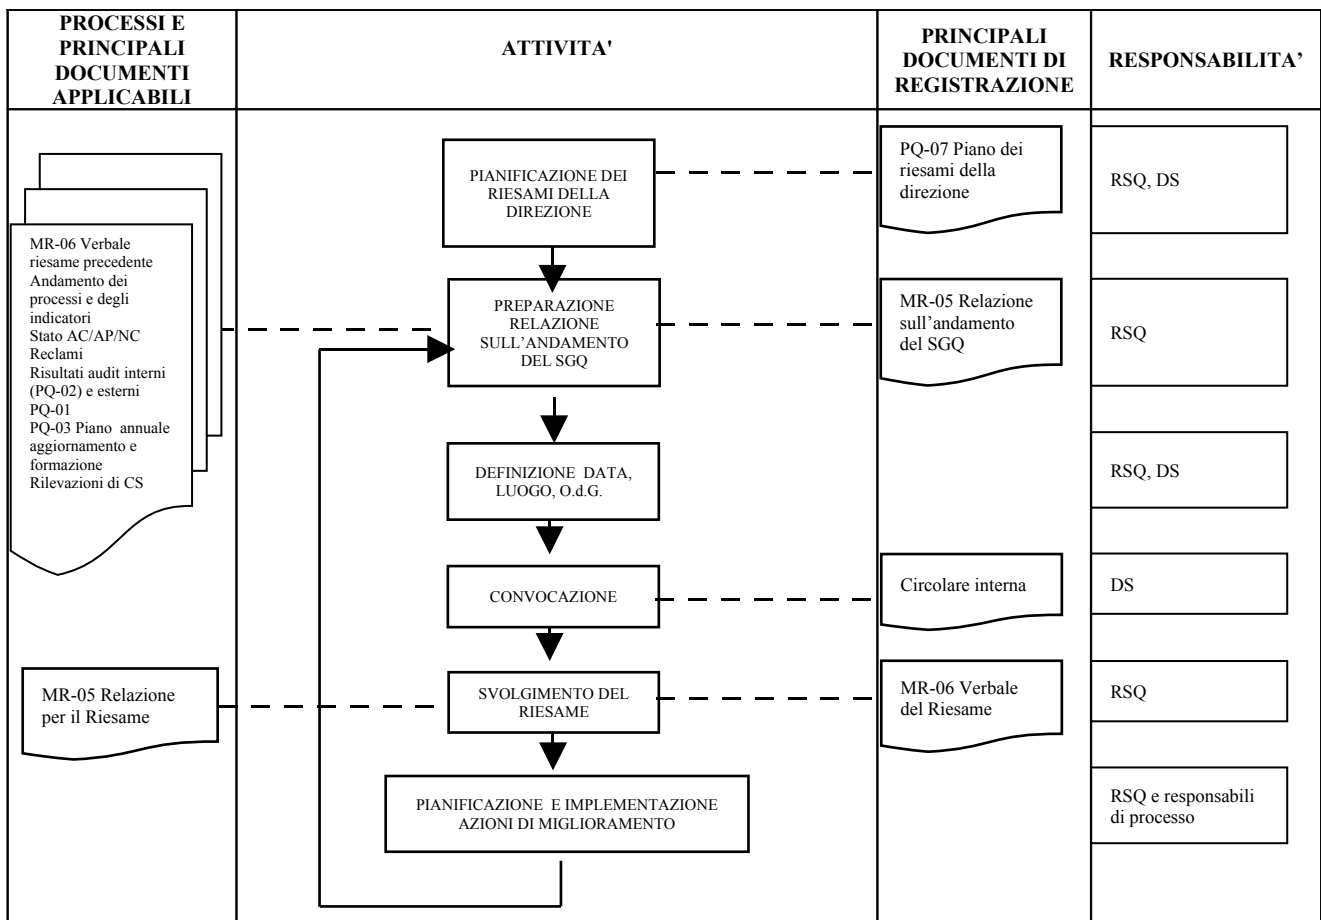 PROCESSI E
PRINCIPALI
DOCUMENTI
APPLICABILI
ATTIVITA'
PRINCIPALI
DOCUMENTI DI
REGISTRAZIONE
RESPONSABILITA’
PIANIFICAZIONE DEI
RIESAMI DELLA
DIREZIONE
PQ-07 Piano dei
riesami della
direzione
RSQ, DS
MR-06 Verbale
riesame precedente
Andamento dei
processi e degli
indicatori
Stato AC/AP/NC
Reclami
Risultati audit interni
(PQ-02) e esterni
PQ-01
PQ-03 Piano annuale
aggiornamento e
formazione
Rilevazioni di CS
PREPARAZIONE
RELAZIONE
SULL’ANDAMENTO
DEL SGQ
MR-05 Relazione
sull’andamento
del SGQ
RSQ
DEFINIZIONE DATA,
LUOGO, O.d.G.
RSQ, DS
CONVOCAZIONE
Circolare interna
DS
MR-05 Relazione
per il Riesame
SVOLGIMENTO DEL
RIESAME
MR-06 Verbale
del Riesame
RSQ
PIANIFICAZIONE E IMPLEMENTAZIONE
AZIONI DI MIGLIORAMENTO
RSQ e responsabili
di processo